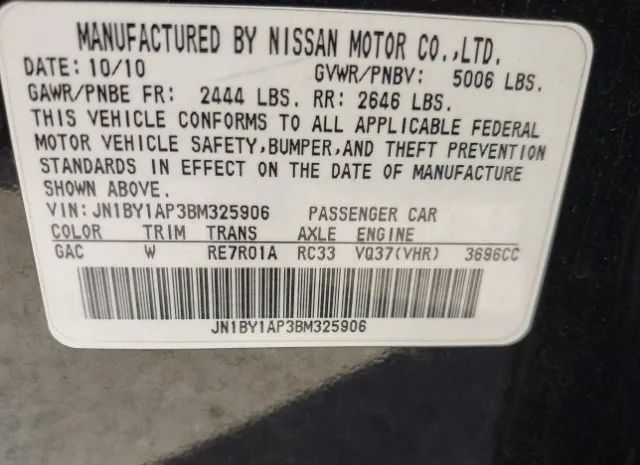 MANUFACTURED BY NISSAN MOTOR CO.,LTD.
DATE: 10/10 GVWR/PNBV: 5006 LBS.
GAWR/PNBE FR: 2444 LBS. RR: 2646 LBS.
THIS VEHICLE CONFORMS TO ALL APPLICABLE FEDERAL
MOTOR VEHICLE SAFETY,BUMPER,AND THEFT PREVENTION
STANDARDS IN EFFECT ON THE DATE OF MANUFACTURE
SHOWN ABOVE.
VIN: JN1BY1AP3BM325906 PASSENGER CAR
COLOR TRIM TRANS AXLE ENGINE
GAC W RE7R01A RC33 VQ37(VHR) 3696CC
JN1BY1AP3BM325906